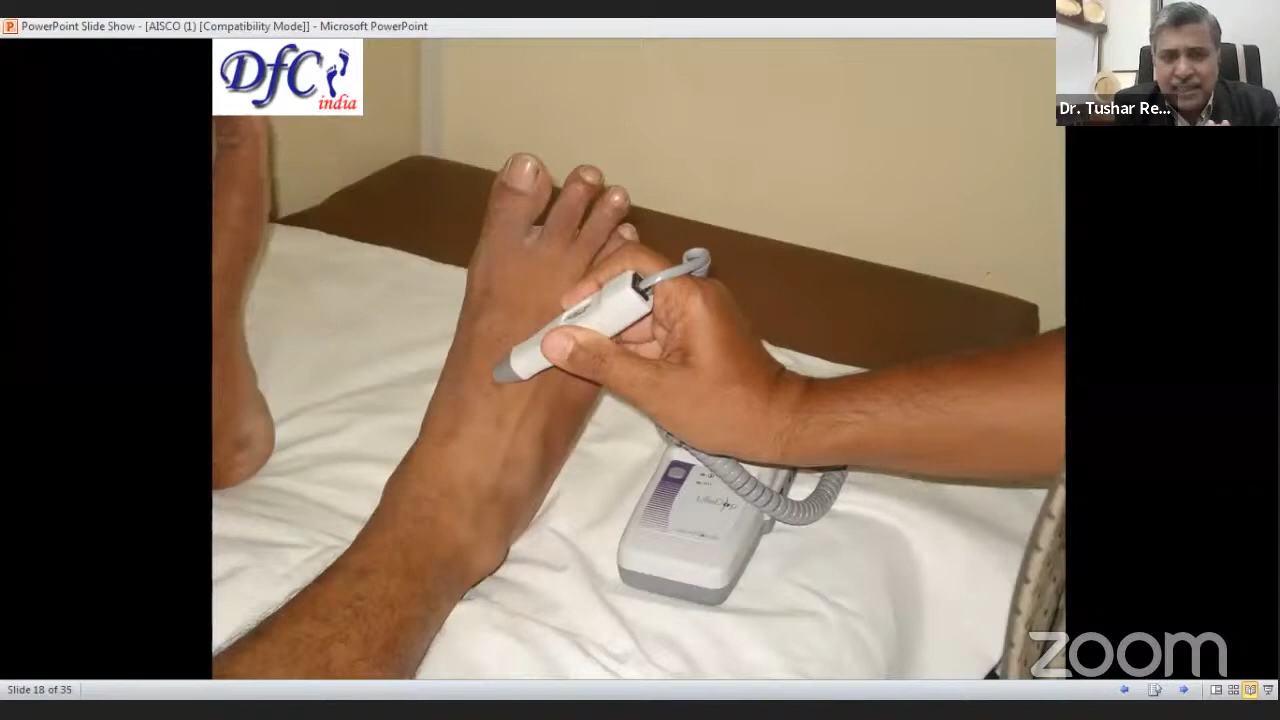 PowerPoint Slide Show - [AISCO (1) [Compatibility Mode]] - Microsoft PowerPoint
DfC
india
Dr. Tushar Re...
zoom
Slide 18 of 35